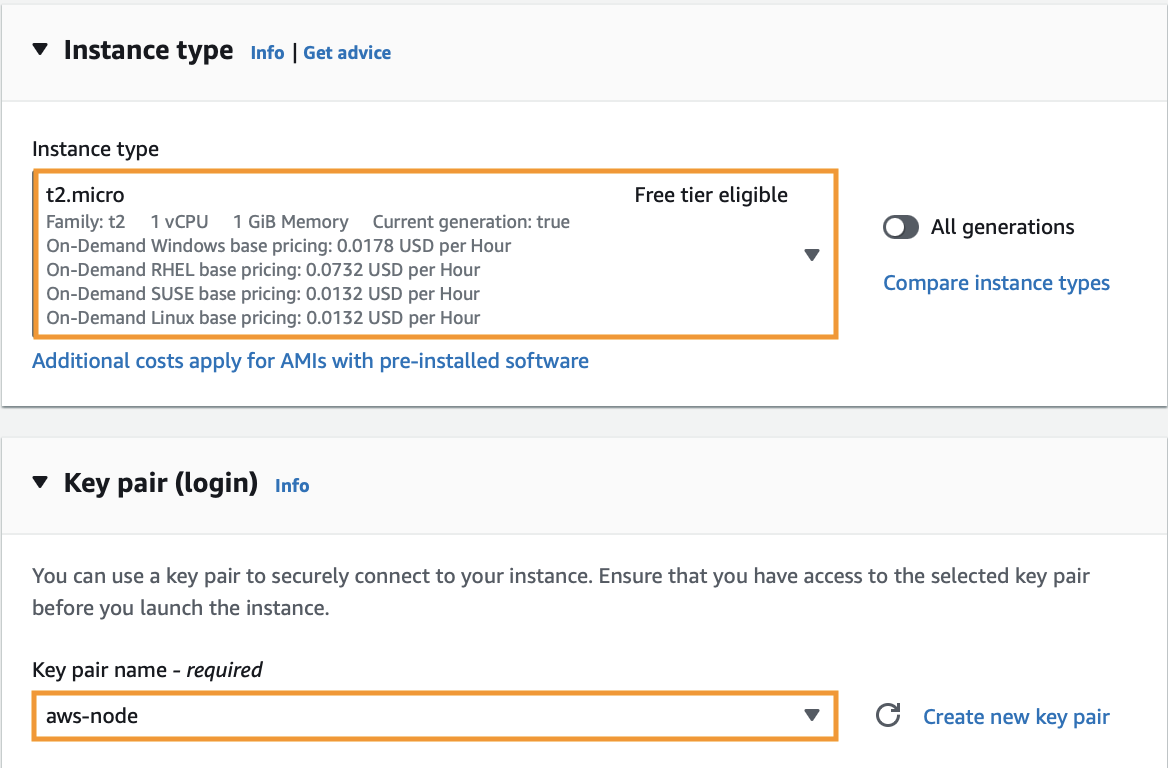 Instance type Info | Get advice
Instance type
t2.micro Free tier eligible
Family: t2 1 vCPU 1 GiB Memory Current generation: true
On-Demand Windows base pricing: 0.0178 USD per Hour
On-Demand RHEL base pricing: 0.0732 USD per Hour
On-Demand SUSE base pricing: 0.0132 USD per Hour
On-Demand Linux base pricing: 0.0132 USD per Hour
All generations
Compare instance types
Additional costs apply for AMIs with pre-installed software
Key pair (login) Info
You can use a key pair to securely connect to your instance. Ensure that you have access to the selected key pair
before you launch the instance.
Key pair name - required
aws-node
Create new key pair